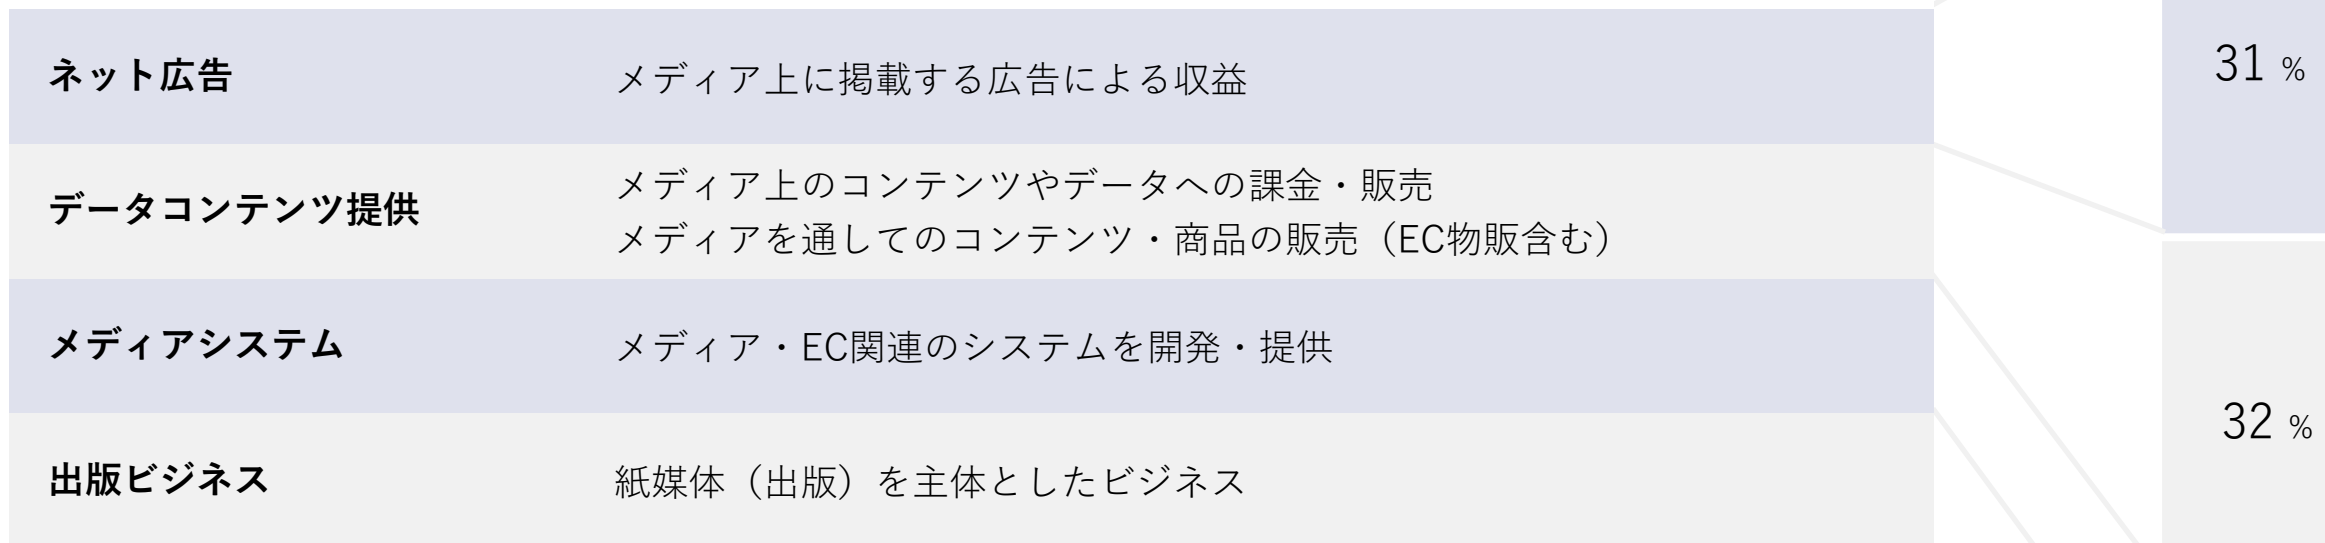 ネット広告
メディア上に掲載する広告による収益
31 %
データコンテンツ提供
メディア上のコンテンツやデータへの課金・販売
メディアを通してのコンテンツ・商品の販売（EC物販含む）
メディアシステム
メディア・EC関連のシステムを開発・提供
32 %
出版ビジネス
紙媒体（出版）を主体としたビジネス